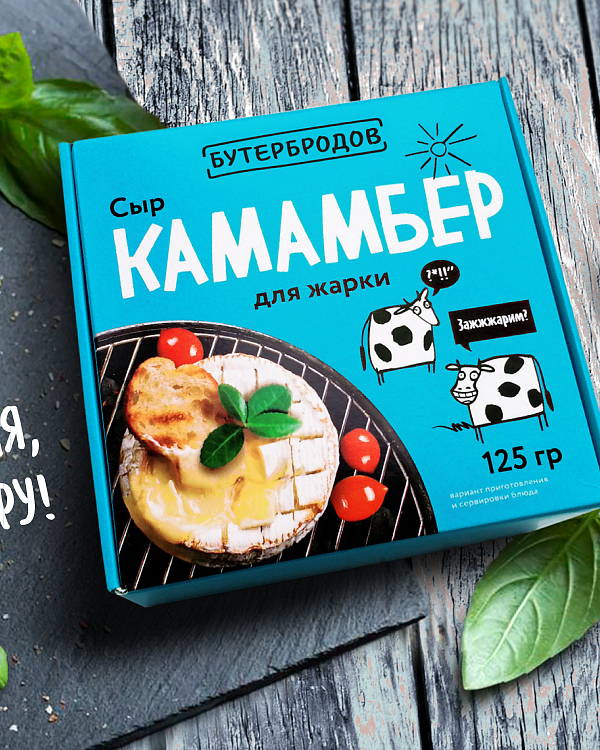 БУТЕРБРОДОВ
Сыр
КАМАМБЕР
для жарки
?*!!”
Зажжжарим?
Я,
РУ!
125 гр
вариант приготовления
и сервировки блюда